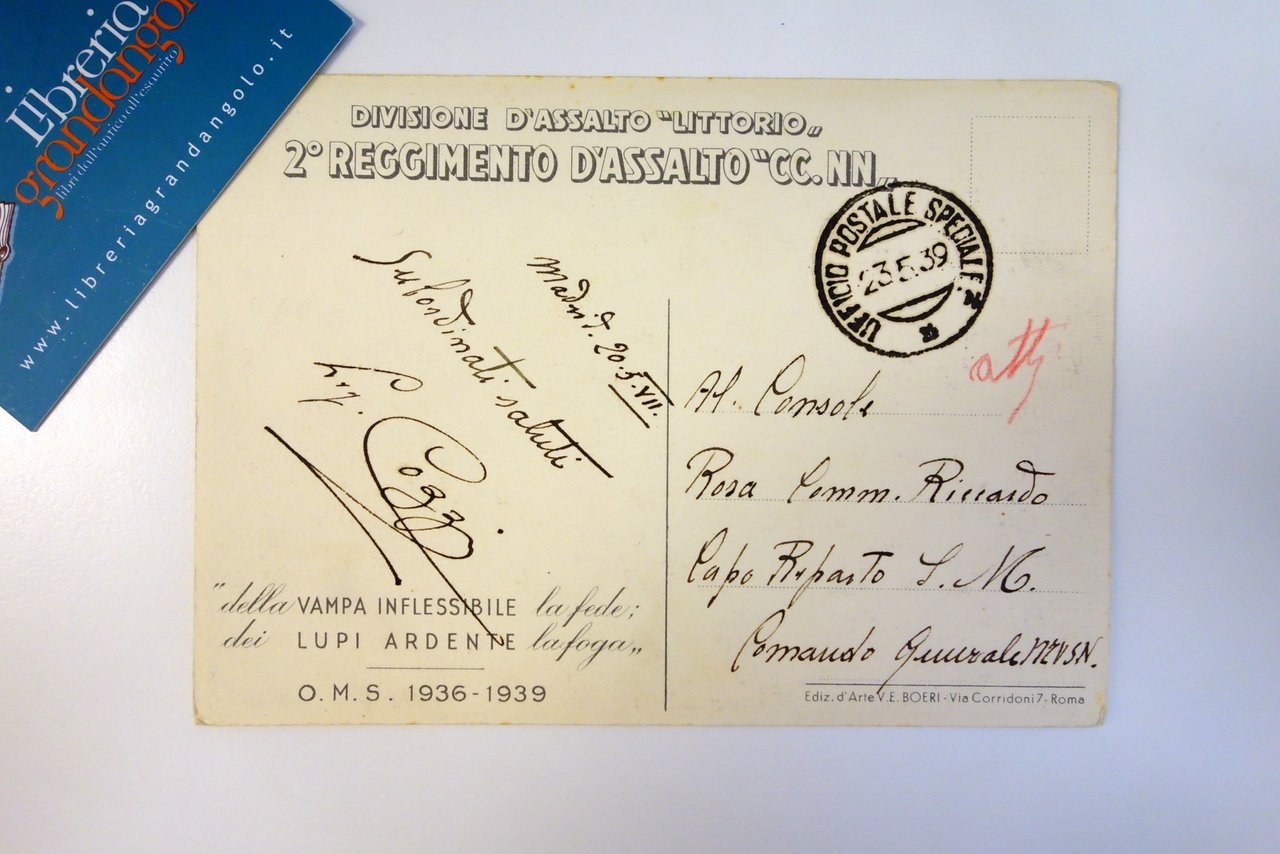 Libreria
grandangolo
libri dall'antico all'esaurito
www.libreriagrandangolo.it
DIVISIONE D'ASSALTO "LITTORIO„
2° REGGIMENTO D'ASSALTO "CC.NN„
UFFICIO POSTALE SPECIALE
23.5.39
Madrid. 20.5.VII.
Subordinati saluti
Cozzi
Al. Console
Rosa Comm. Riccardo
Capo Reparto S. M.
Comando Generale MVSN.
"della VAMPA INFLESSIBILE la fede;
dei LUPI ARDENTE la foga„
O.M.S. 1936-1939
Ediz. d'Arte V.E. BOERI - Via Corridoni 7 - Roma